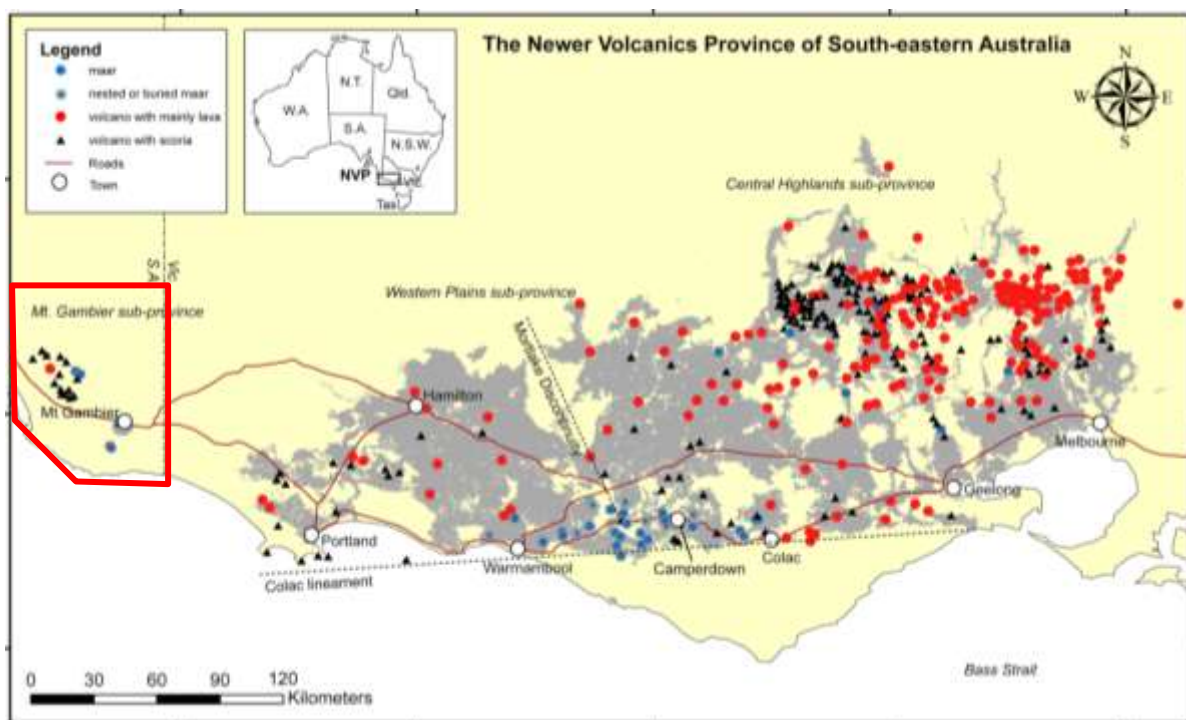 The Newer Volcanics Province of South-eastern Australia
Legend
maar
nested or buried maar
volcano with mainly lava
volcano with scoria
Roads
Town
N.T.
Qld.
W.A.
S.A.
N.S.W.
NVP
Vic.
Tas
N
W
E
S
Central Highlands sub-province
Vic
S.A
Western Plains sub-province
Mt. Gambier sub-province
Mortlake Discontinuity
Hamilton
Mt Gambier
Melbourne
Geelong
Portland
Warrnambool
Colac
Camperdown
Colac lineament
Bass Strait
0 30 60 90 120
Kilometers